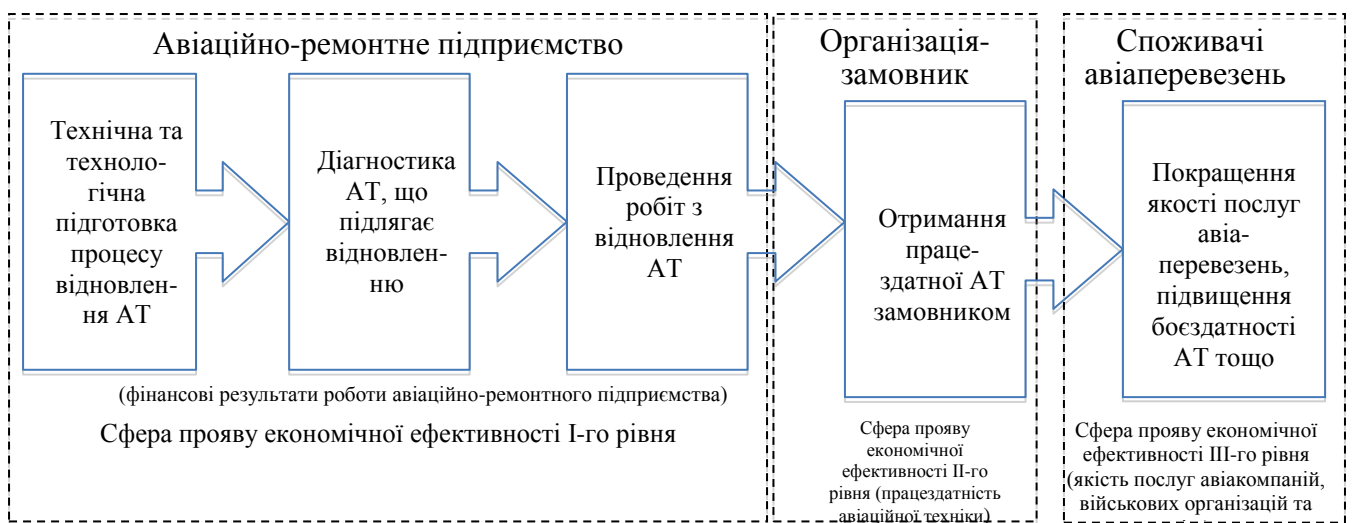 Авіаційно-ремонтне підприємство
Технічна та
техноло-
гічна
підготовка
процесу
відновлен-
ня АТ
Діагностика
АТ, що
підлягає
відновлен-
ню
Проведення
робіт з
відновлення
АТ
(фінансові результати роботи авіаційно-ремонтного підприємства)
Сфера прояву економічної ефективності І-го рівня
Організація-
замовник
Отримання
праце-
здатної АТ
замовником
Сфера прояву
економічної
ефективності ІІ-го
рівня (працездатність
авіаційної техніки)
Споживачі
авіаперевезень
Покращення
якості послуг
авіа-
перевезень,
підвищення
боєздатності
АТ тощо
Сфера прояву економічної
ефективності ІІІ-го рівня
(якість послуг авіакомпаній,
військових організацій та